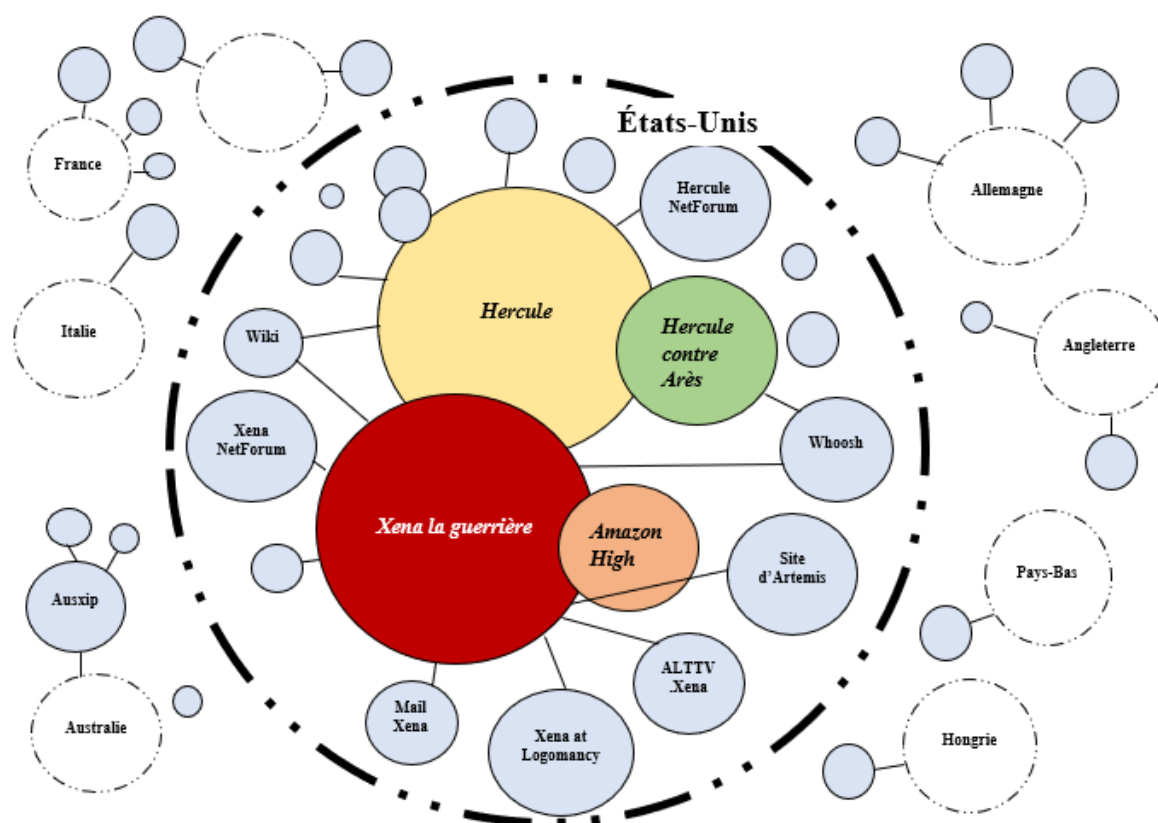 États-Unis
France
Hercule
NetForum
Allemagne
Italie
Wiki
Hercule
Hercule
contre
Arès
Angleterre
Xena
NetForum
Whoosh
Xena la guerrière
Amazon
High
Site
d'Artemis
Pays-Bas
Ausxip
ALTTV
.Xena
Australie
Mail
Xena
Xena at
Logomancy
Hongrie